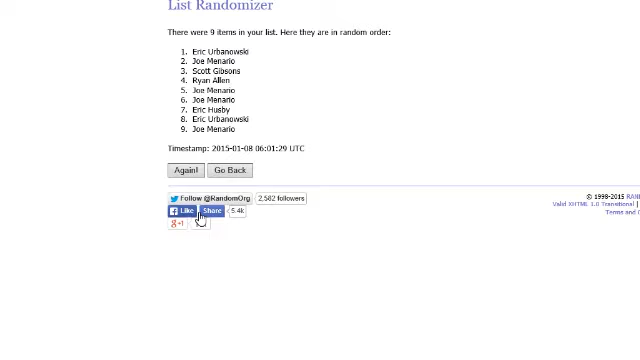 List Randomizer
There were 9 items in your list. Here they are in random order:
1. Eric Urbanowski
2. Joe Menario
3. Scott Gibsons
4. Ryan Allen
5. Joe Menario
6. Joe Menario
7. Eric Husby
8. Eric Urbanowski
9. Joe Menario
Timestamp: 2015-01-08 06:01:29 UTC
Again! Go Back
Follow @RandomOrg 2,582 followers
Like Share 5.4k
g+1
© 1998-2015 RAN
Valid XHTML 1.0 Transitional |
Terms and C